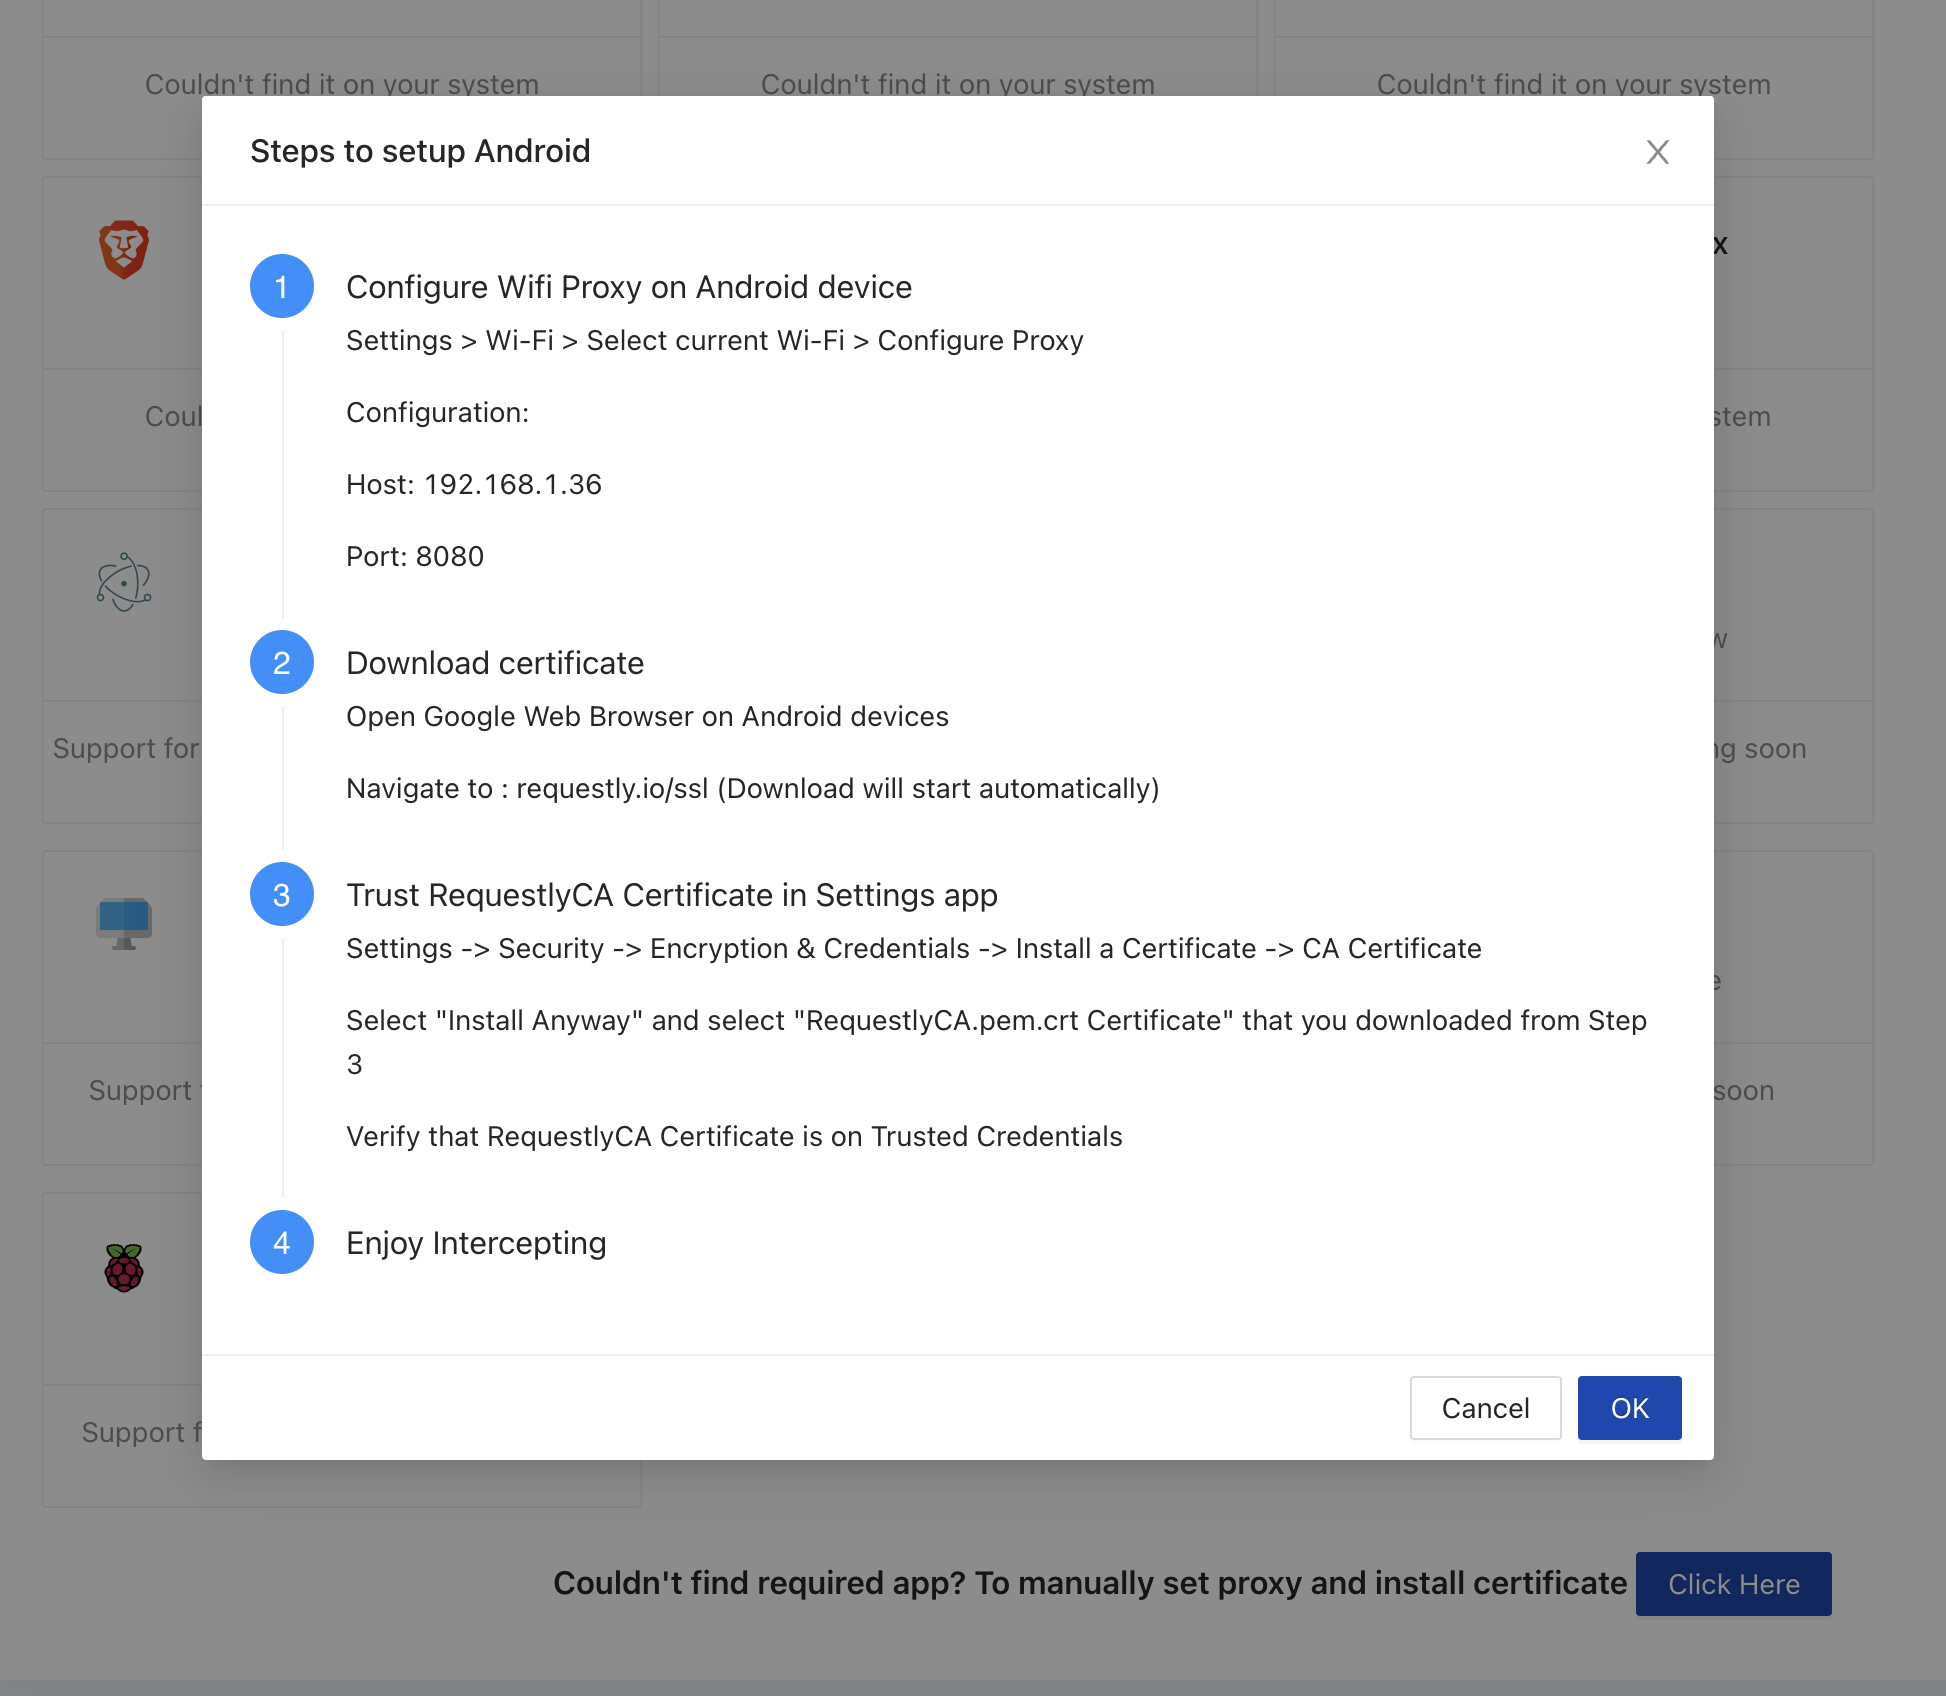 Couldn't find it on your system
Couldn't find it on your system
Couldn't find it on your system
Steps to setup Android
X
1
Configure Wifi Proxy on Android device
Settings > Wi-Fi > Select current Wi-Fi > Configure Proxy
Configuration:
Host: 192.168.1.36
Port: 8080
2
Download certificate
Open Google Web Browser on Android devices
Navigate to : requestly.io/ssl (Download will start automatically)
Support for
soon
3
Trust RequestlyCA Certificate in Settings app
Settings -> Security -> Encryption & Credentials -> Install a Certificate -> CA Certificate
Select "Install Anyway" and select "RequestlyCA.pem.crt Certificate" that you downloaded from Step
3
Support
soon
Verify that RequestlyCA Certificate is on Trusted Credentials
4
Enjoy Intercepting
Support
Cancel
OK
Couldn't find required app? To manually set proxy and install certificate
Click Here